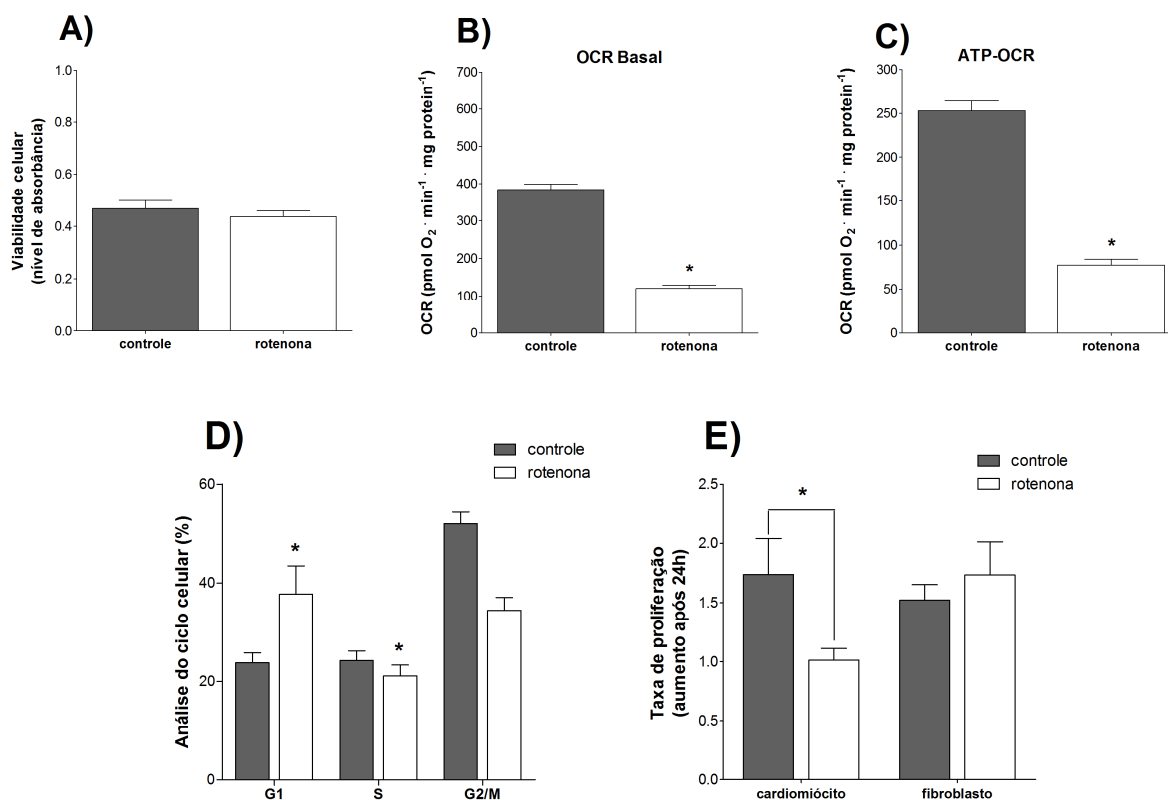 A)
Viabilidade celular
(nível de absorbância)
1.0
0.8
0.6
0.4
0.2
0.0
controle
rotenona
B)
OCR Basal
OCR (pmol O2 · min-1 · mg protein-1)
700
600
500
400
300
200
100
0
*
controle
rotenona
C)
ATP-OCR
OCR (pmol O2 · min-1 · mg protein-1)
300
250
200
150
100
50
0
*
controle
rotenona
D)
controle
rotenona
Análise do ciclo celular (%)
60
40
20
0
*
*
G1
S
G2/M
E)
controle
rotenona
Taxa de proliferação
(aumento após 24h)
2.5
2.0
1.5
1.0
0.5
0.0
*
cardiomiócito
fibroblasto